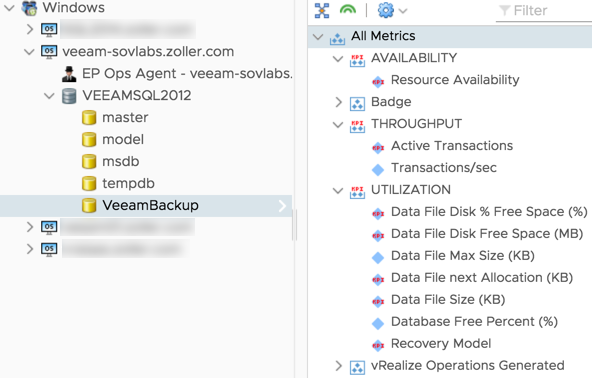 Windows
veeam-sovlabs.zoller.com
EP Ops Agent - veeam-sovlabs.
VEEAMSQL2012
master
model
msdb
tempdb
VeeamBackup
Filter
All Metrics
AVAILABILITY
Resource Availability
Badge
THROUGHPUT
Active Transactions
Transactions/sec
UTILIZATION
Data File Disk % Free Space (%)
Data File Disk Free Space (MB)
Data File Max Size (KB)
Data File next Allocation (KB)
Data File Size (KB)
Database Free Percent (%)
Recovery Model
vRealize Operations Generated